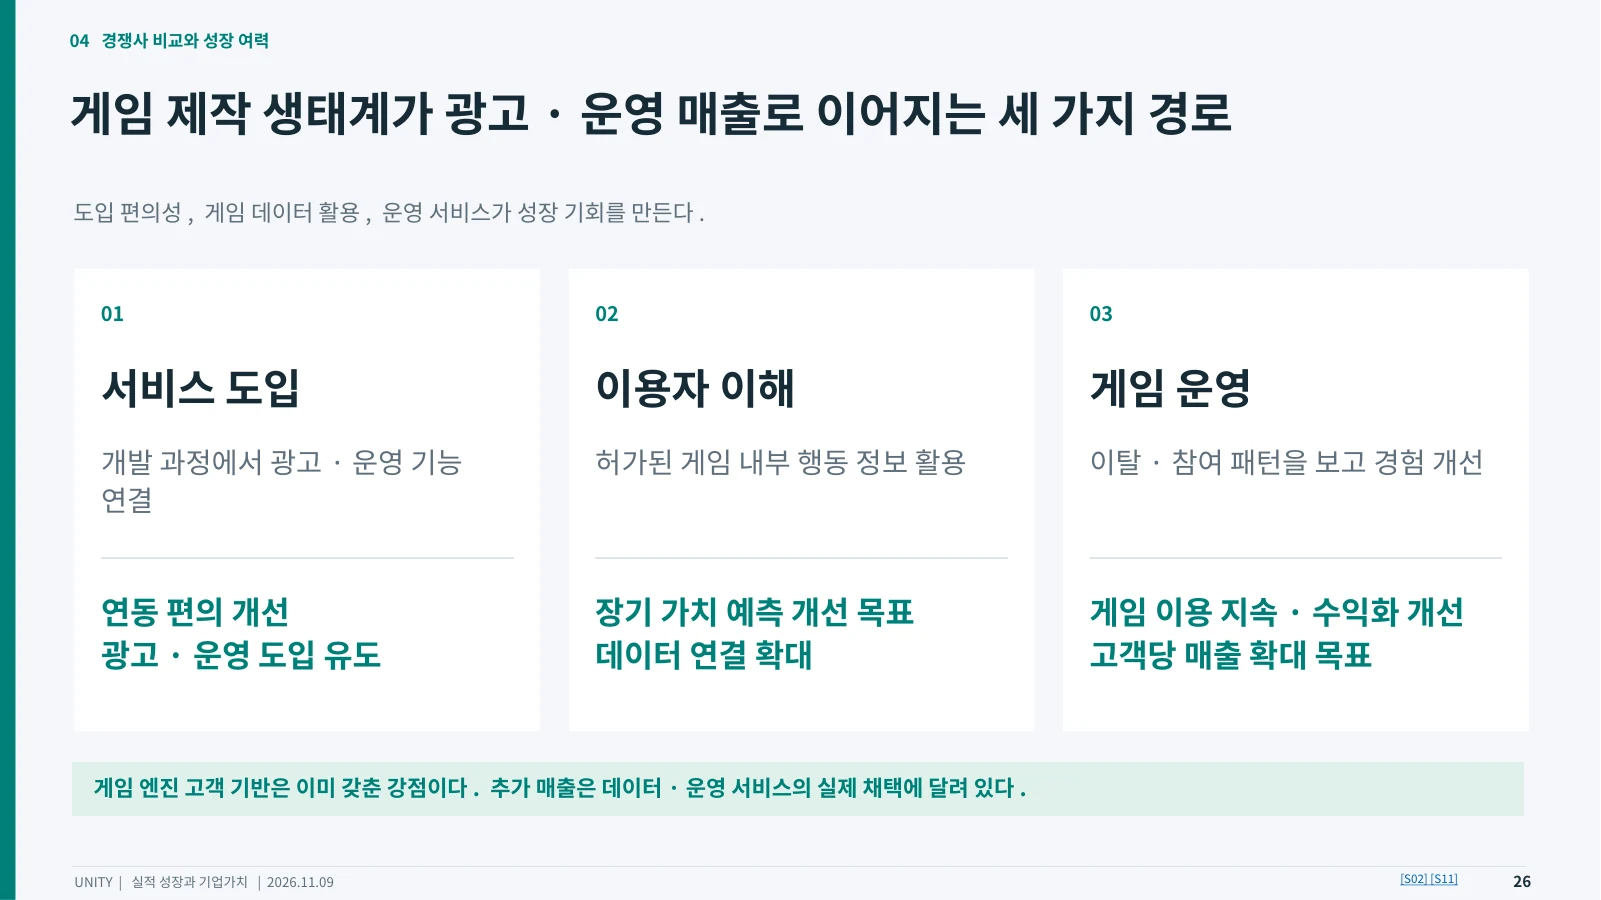 04 경쟁사 비교와 성장 여력
게임 제작 생태계가 광고 · 운영 매출로 이어지는 세 가지 경로
도입 편의성 , 게임 데이터 활용 , 운영 서비스가 성장 기회를 만든다 .
01
서비스 도입
개발 과정에서 광고 · 운영 기능
연결
연동 편의 개선
광고 · 운영 도입 유도
02
이용자 이해
허가된 게임 내부 행동 정보 활용
장기 가치 예측 개선 목표
데이터 연결 확대
03
게임 운영
이탈 · 참여 패턴을 보고 경험 개선
게임 이용 지속 · 수익화 개선
고객당 매출 확대 목표
게임 엔진 고객 기반은 이미 갖춘 강점이다 . 추가 매출은 데이터 · 운영 서비스의 실제 채택에 달려 있다 .
UNITY | 실적 성장과 기업가치 | 2026.11.09
[S02] [S11]
26